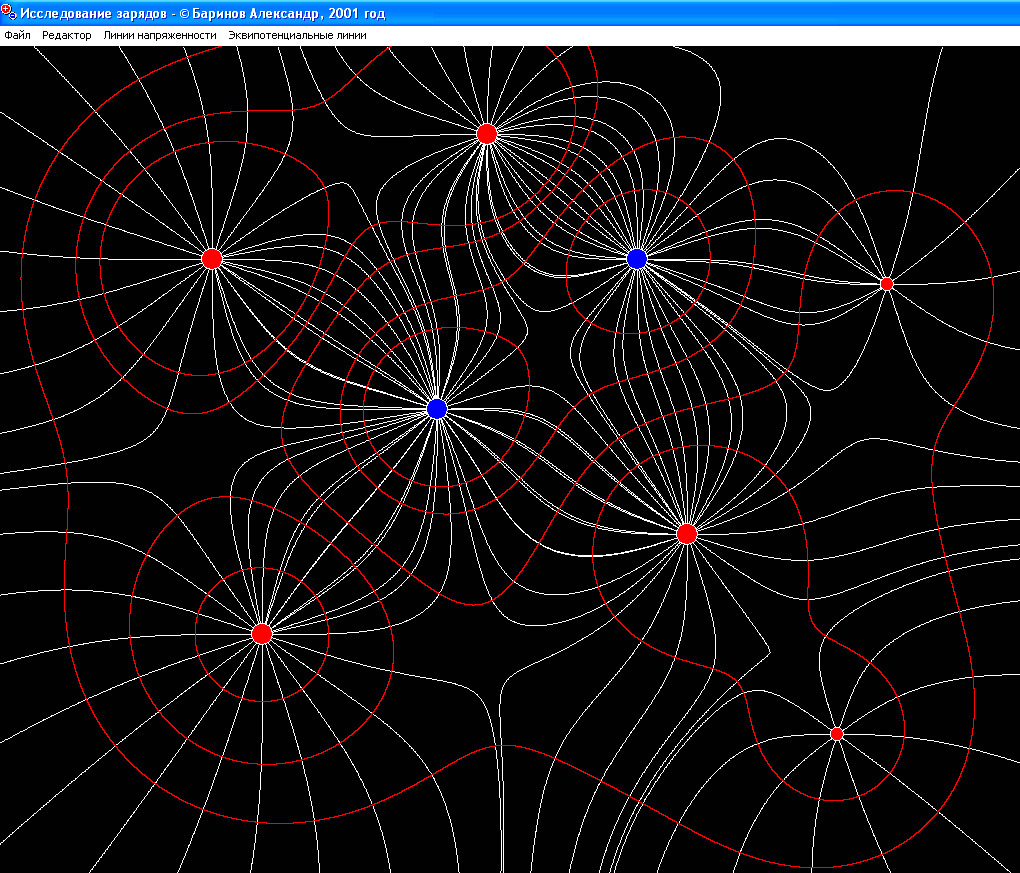 Исследование зарядов - © Баринов Александр, 2001 год
Файл Редактор Линии напряженности Эквипотенциальные линии